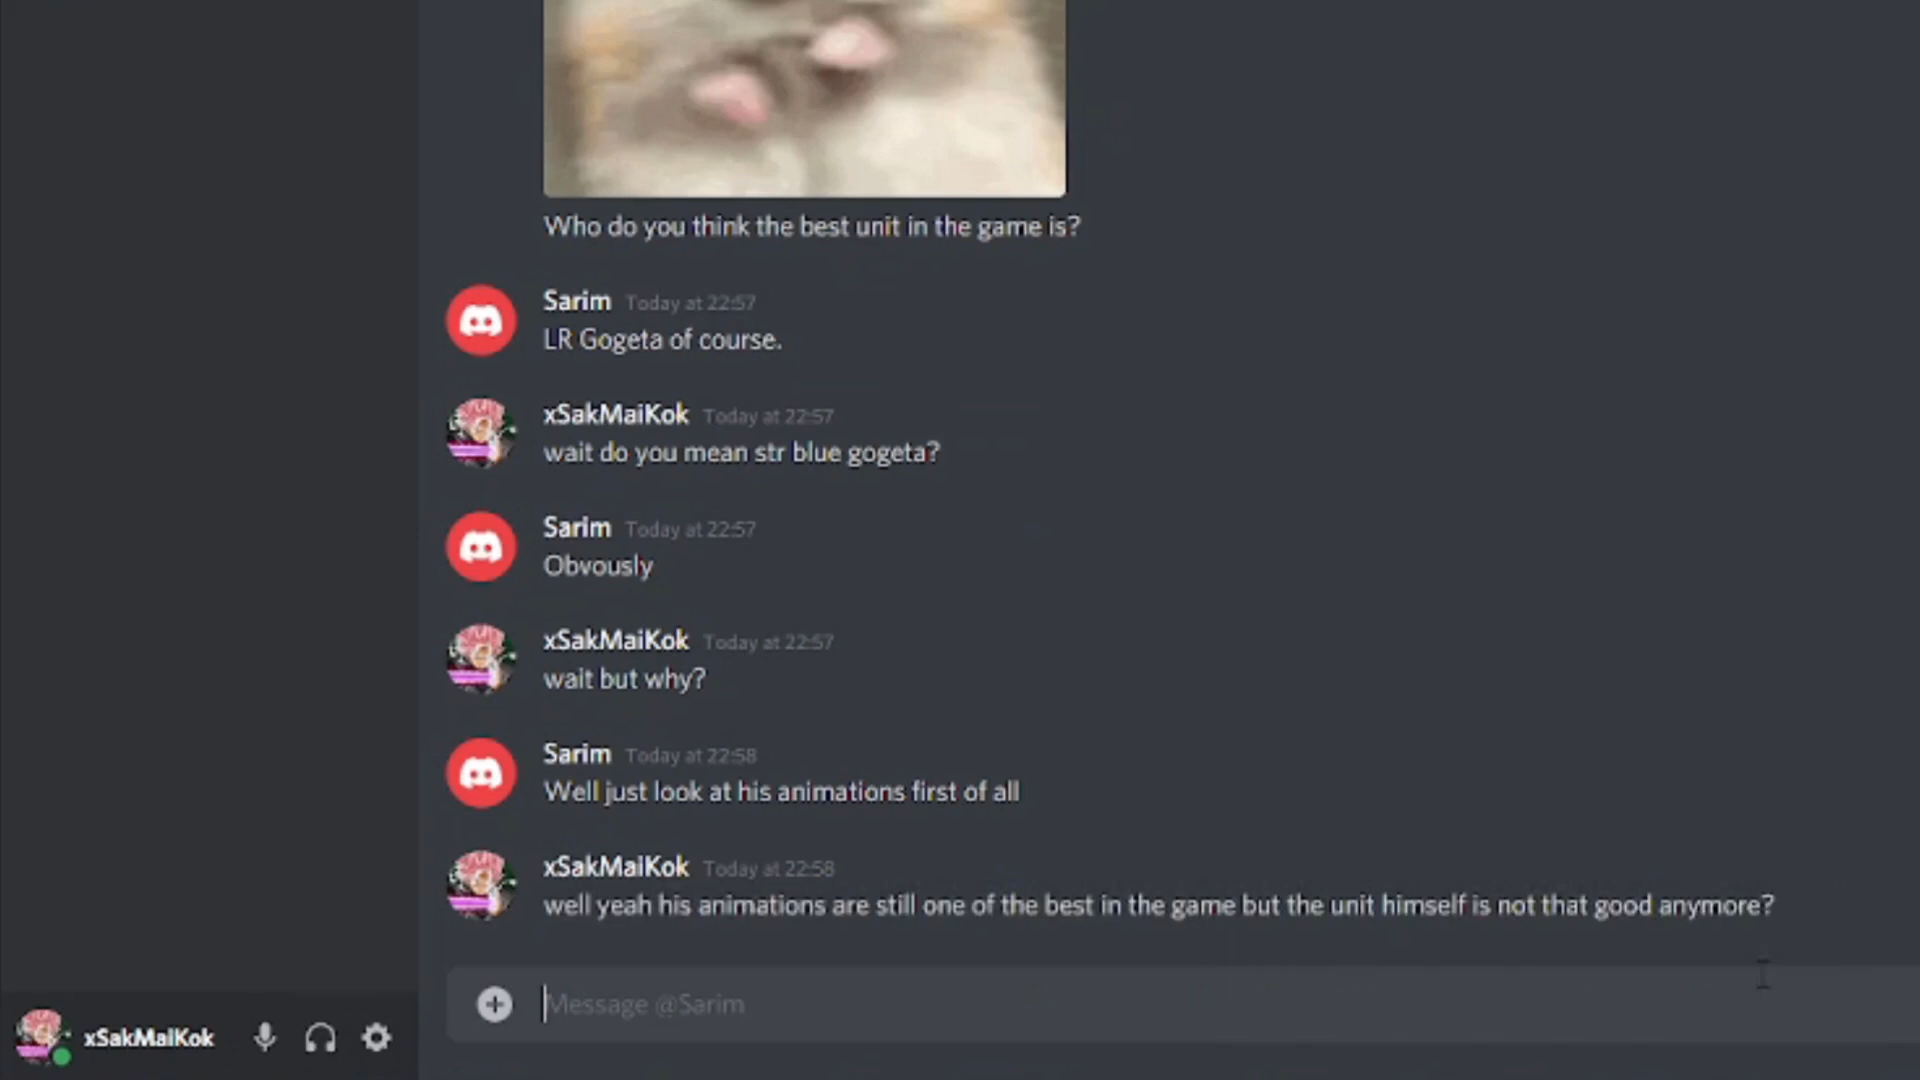 Who do you think the best unit in the game is?
Sarim Today at 22:57
LR Gogeta of course.
xSakMaiKok Today at 22:57
wait do you mean str blue gogeta?
Sarim Today at 22:57
Obvously
xSakMaiKok Today at 22:57
wait but why?
Sarim Today at 22:58
Well just look at his animations first of all
xSakMaiKok Today at 22:58
well yeah his animations are still one of the best in the game but the unit himself is not that good anymore?
Message @Sarim
xSakMaiKok